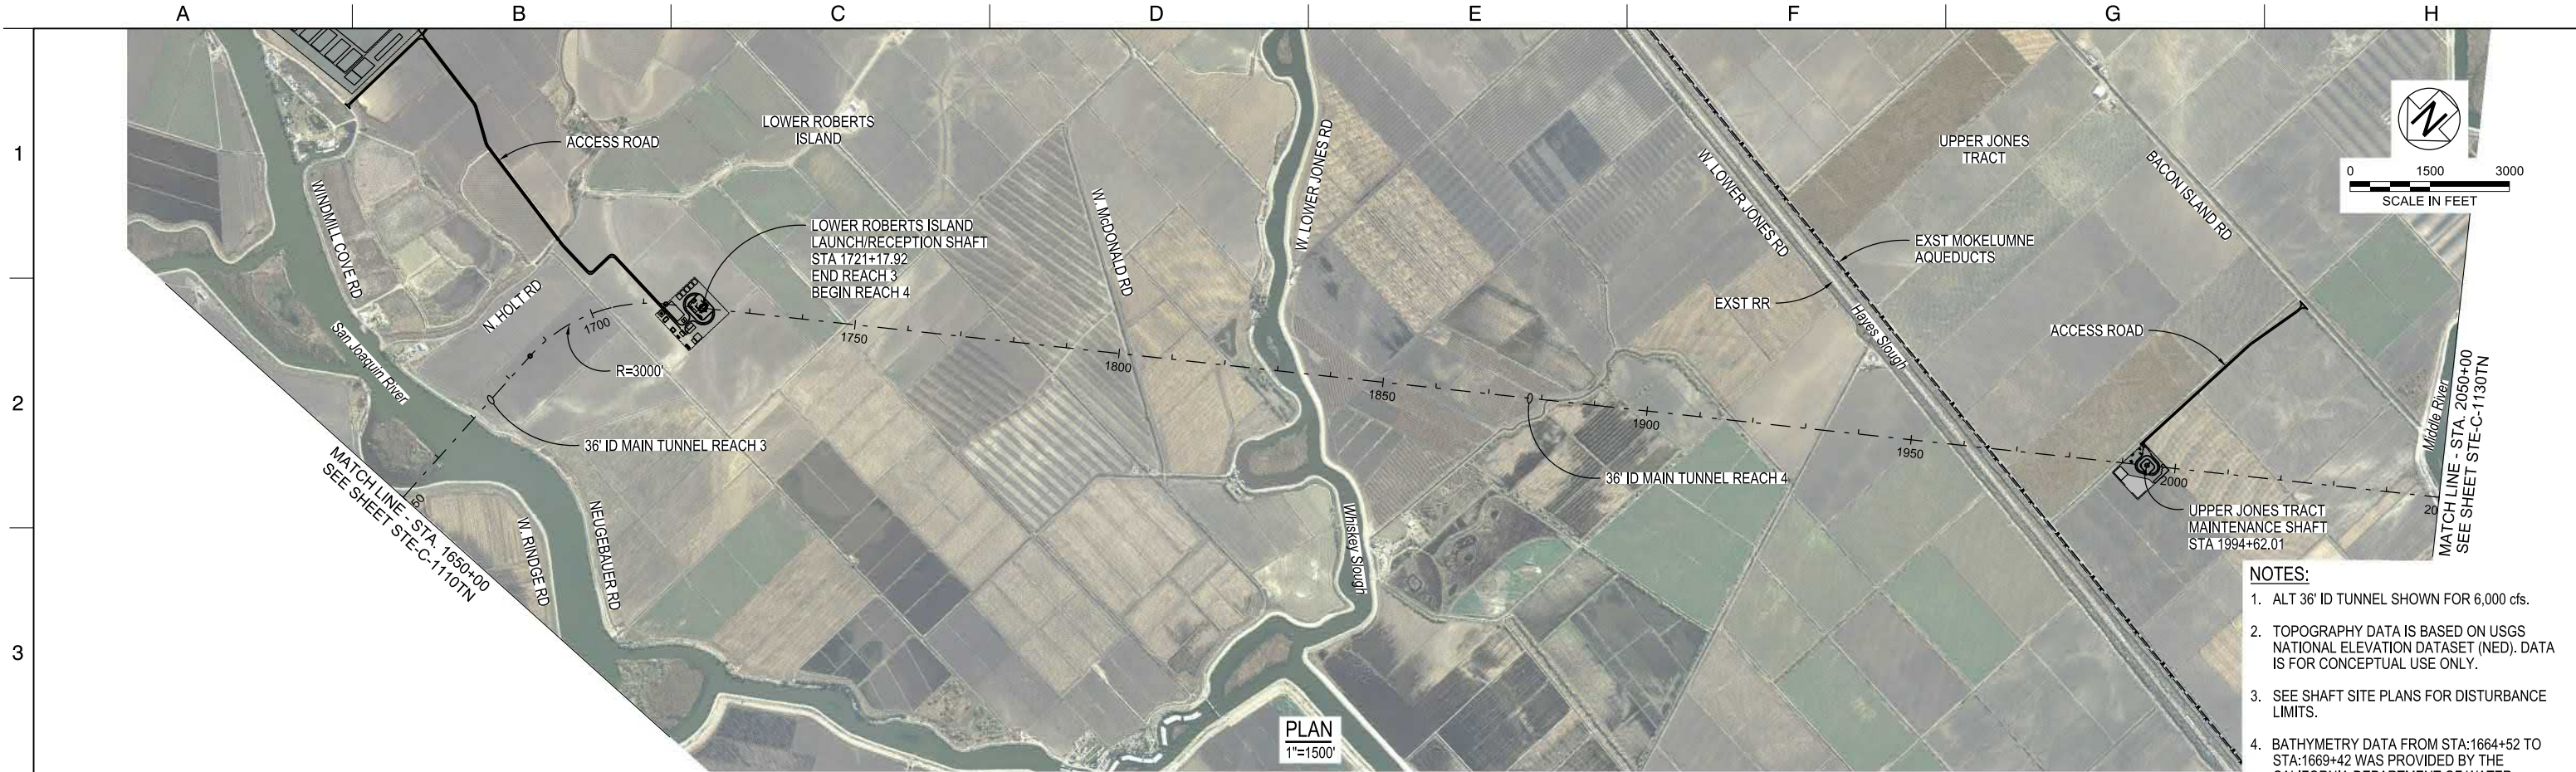 A B C D E F G H
1
2
3
ACCESS ROAD
LOWER ROBERTS
ISLAND
WINDMILL COVE RD
N. HOLT RD
San Joaquin River
LOWER ROBERTS ISLAND
LAUNCH/RECEPTION SHAFT
STA 1721+17.92
END REACH 3
BEGIN REACH 4
1700
R=3000'
36' ID MAIN TUNNEL REACH 3
MATCH LINE - STA. 1650+00
SEE SHEET STE-C-1110TN
50
W. RINDGE RD
NEUGEBAUER RD
1750
1800
W. McDONALD RD
W. LOWER JONES RD
Whiskey Slough
1850
36' ID MAIN TUNNEL REACH 4
1900
1950
W. LOWER JONES RD
EXST MOKELUMNE
AQUEDUCTS
EXST RR
Hayes Slough
UPPER JONES
TRACT
BACON ISLAND RD
ACCESS ROAD
2000
UPPER JONES TRACT
MAINTENANCE SHAFT
STA 1994+62.01
Middle River
20
MATCH LINE - STA. 2050+00
SEE SHEET STE-C-1130TN
N
0 1500 3000
SCALE IN FEET
PLAN
1"=1500'
NOTES:
1. ALT 36' ID TUNNEL SHOWN FOR 6,000 cfs.
2. TOPOGRAPHY DATA IS BASED ON USGS
NATIONAL ELEVATION DATASET (NED). DATA
IS FOR CONCEPTUAL USE ONLY.
3. SEE SHAFT SITE PLANS FOR DISTURBANCE
LIMITS.
4. BATHYMETRY DATA FROM STA:1664+52 TO
STA:1669+42 WAS PROVIDED BY THE
CALIFORNIA DEPARTMENT OF WATER